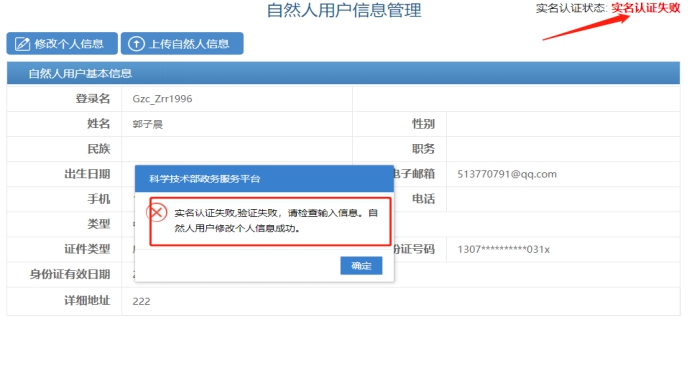 自然人用户信息管理
实名认证状态: 实名认证失败
修改个人信息 上传自然人信息
自然人用户基本信息
登录名 Gzc_Zrr1996
姓名 郭子晨 性别
民族 职务
出生日期 电子邮箱 513770791@qq.com
手机 电话
类型
证件类型 份证号码 1307**********031x
身份证有效日期
详细地址 222
科学技术部政务服务平台
实名认证失败,验证失败，请检查输入信息。自
然人用户修改个人信息成功。
确定